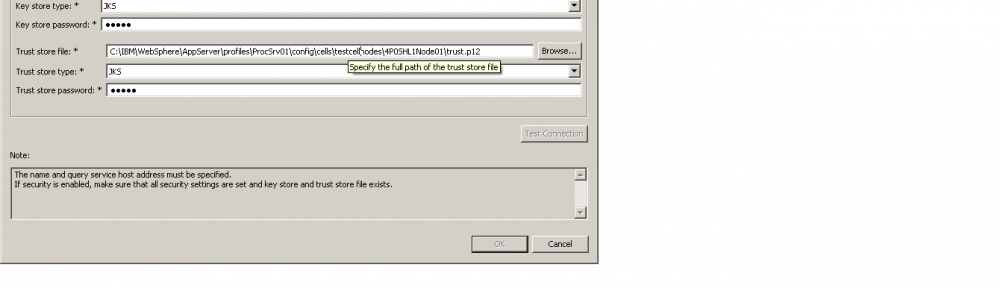 Key store type: * JKS
Key store password: * •••••
Trust store file: * C:\IBM\WebSphere\AppServer\profiles\ProcSrv01\config\cells\testcell\nodes\4P0SHL1Node01\trust.p12 Browse...
Specify the full path of the trust store file
Trust store type: * JKS
Trust store password: * •••••
Test Connection
Note:
The name and query service host address must be specified.
If security is enabled, make sure that all security settings are set and key store and trust store file exists.
OK Cancel